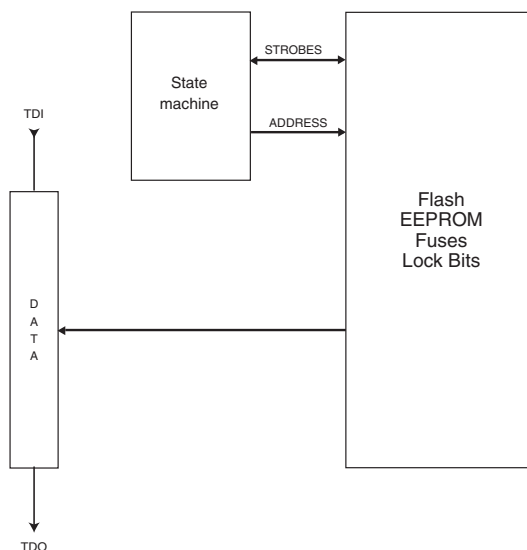 STROBES
State
machine
TDI
ADDRESS
Flash
EEPROM
Fuses
Lock Bits
D
A
T
A
TDO